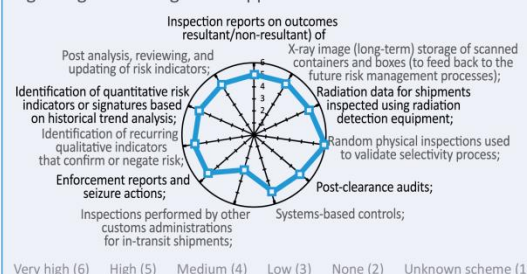 Inspection reports on outcomes
resultant/non-resultant) of
X-ray image (long-term) storage of scanned
containers and boxes (to feed back to the
future risk management processes);
Radiation data for shipments
inspected using radiation
detection equipment;
Random physical inspections used
to validate selectivity process;
Post-clearance audits;
Systems-based controls;
Inspections performed by other
customs administrations
for in-transit shipments;
Enforcement reports and
seizure actions;
Identification of recurring
qualitative indicators
that confirm or negate risk;
Identification of quantitative risk
indicators or signatures based
on historical trend analysis;
Post analysis, reviewing, and
updating of risk indicators;
6
5
4
3
2
1
Very high (6) High (5) Medium (4) Low (3) None (2) Unknown scheme (1